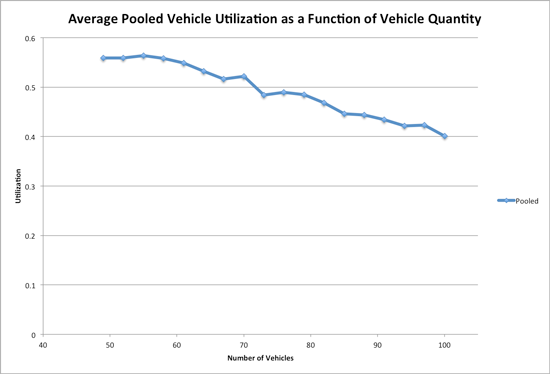 Average Pooled Vehicle Utilization as a Function of Vehicle Quantity
0.6
0.5
0.4
0.3
0.2
0.1
0
Utilization
40 50 60 70 80 90 100
Number of Vehicles
Pooled